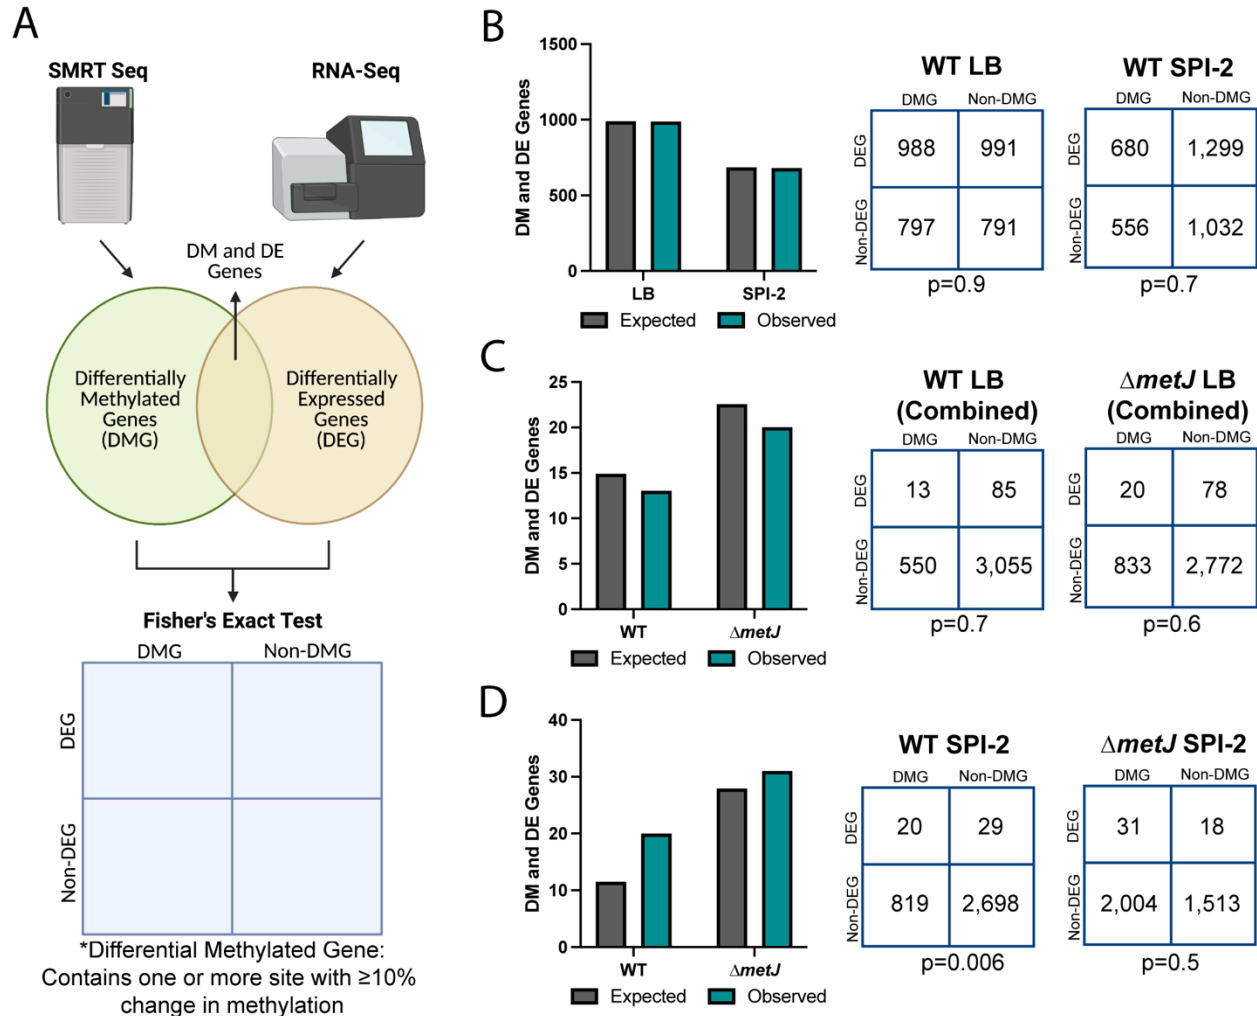 A
SMRT Seq
RNA-Seq
DM and DE
Genes
Differentially
Methylated
Genes
(DMG)
Differentially
Expressed
Genes
(DEG)
Fisher's Exact Test
DMG
Non-DMG
DEG
Non-DEG
*Differential Methylated Gene:
Contains one or more site with ≥10%
change in methylation
B
DM and DE Genes
1500
1000
500
0
LB
SPI-2
Expected
Observed
WT LB
DMG
Non-DMG
DEG
988
991
Non-DEG
797
791
p=0.9
WT SPI-2
DMG
Non-DMG
DEG
680
1,299
Non-DEG
556
1,032
p=0.7
C
DM and DE Genes
25
20
15
10
5
0
WT
ΔmetJ
Expected
Observed
WT LB
(Combined)
DMG
Non-DMG
DEG
13
85
Non-DEG
550
3,055
p=0.7
ΔmetJ LB
(Combined)
DMG
Non-DMG
DEG
20
78
Non-DEG
833
2,772
p=0.6
D
DM and DE Genes
40
30
20
10
0
WT
ΔmetJ
Expected
Observed
WT SPI-2
DMG
Non-DMG
DEG
20
29
Non-DEG
819
2,698
p=0.006
ΔmetJ SPI-2
DMG
Non-DMG
DEG
31
18
Non-DEG
2,004
1,513
p=0.5